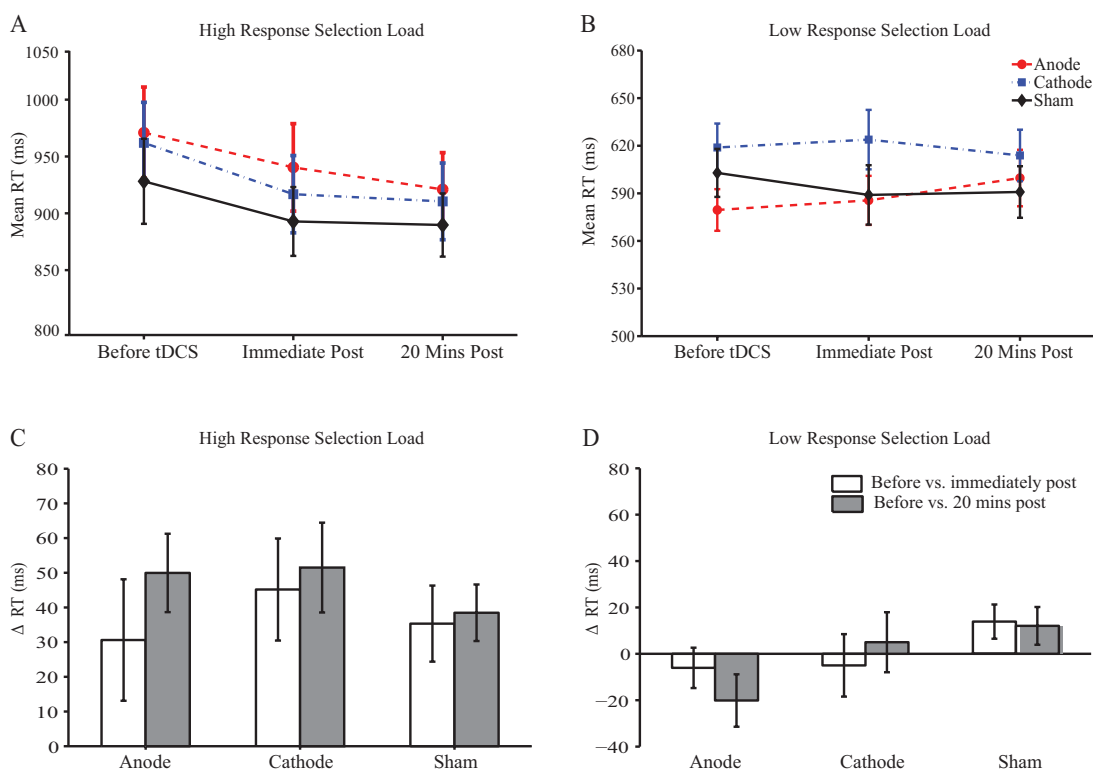 A
High Response Selection Load
1050
1000
950
900
850
800
Mean RT (ms)
Before tDCS
Immediate Post
20 Mins Post
B
Low Response Selection Load
680
650
620
590
560
530
500
Mean RT (ms)
Anode
Cathode
Sham
Before tDCS
Immediate Post
20 Mins Post
C
High Response Selection Load
80
70
60
50
40
30
20
10
0
Δ RT (ms)
Anode
Cathode
Sham
D
Low Response Selection Load
80
60
40
20
0
−20
−40
Δ RT (ms)
Before vs. immediately post
Before vs. 20 mins post
Anode
Cathode
Sham